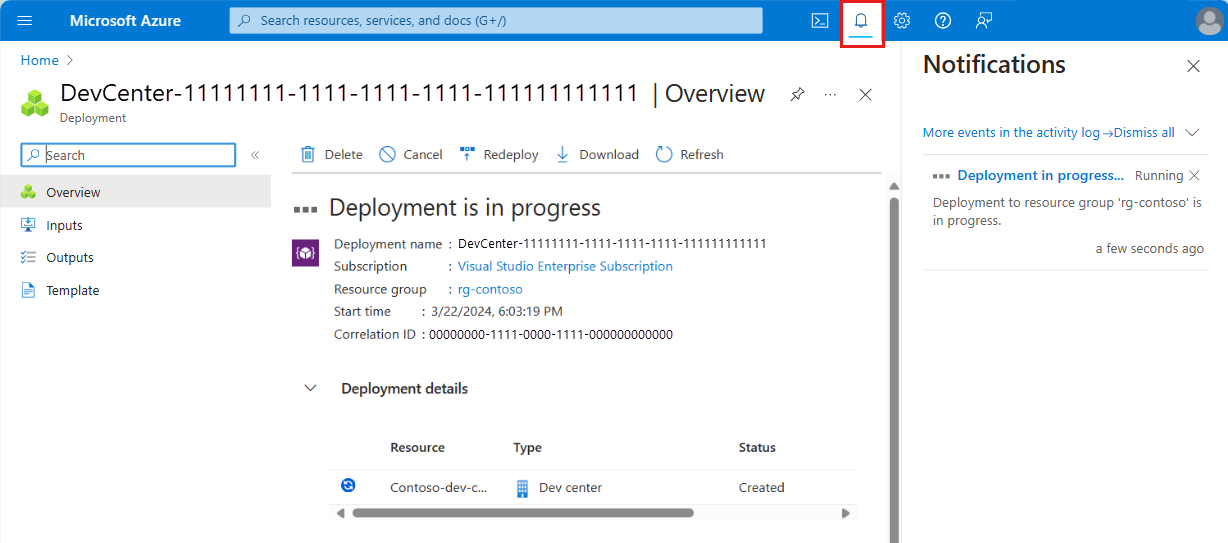 Microsoft Azure
Search resources, services, and docs (G+/)
Home
DevCenter-11111111-1111-1111-1111-111111111111 | Overview
Deployment
Search
Overview
Inputs
Outputs
Template
Delete
Cancel
Redeploy
Download
Refresh
Deployment is in progress
Deployment name : DevCenter-11111111-1111-1111-1111-111111111111
Subscription : Visual Studio Enterprise Subscription
Resource group : rg-contoso
Start time : 3/22/2024, 6:03:19 PM
Correlation ID : 00000000-1111-0000-1111-000000000000
Deployment details
Resource Type Status
Contoso-dev-c... Dev center Created
Notifications
More events in the activity log → Dismiss all
Deployment in progress... Running
Deployment to resource group 'rg-contoso' is
in progress.
a few seconds ago